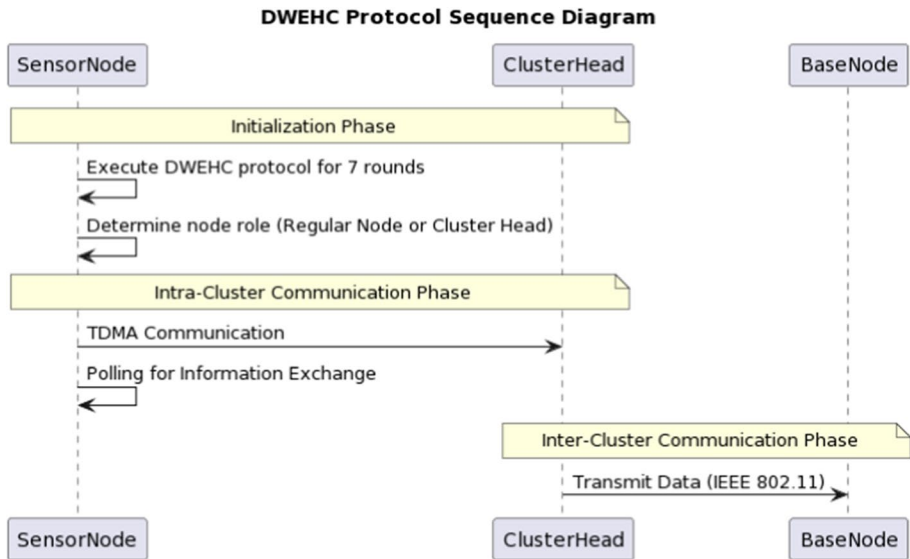 DWEHC Protocol Sequence Diagram
SensorNode
ClusterHead
BaseNode
Initialization Phase
Execute DWEHC protocol for 7 rounds
Determine node role (Regular Node or Cluster Head)
Intra-Cluster Communication Phase
TDMA Communication
Polling for Information Exchange
Inter-Cluster Communication Phase
Transmit Data (IEEE 802.11)
SensorNode
ClusterHead
BaseNode